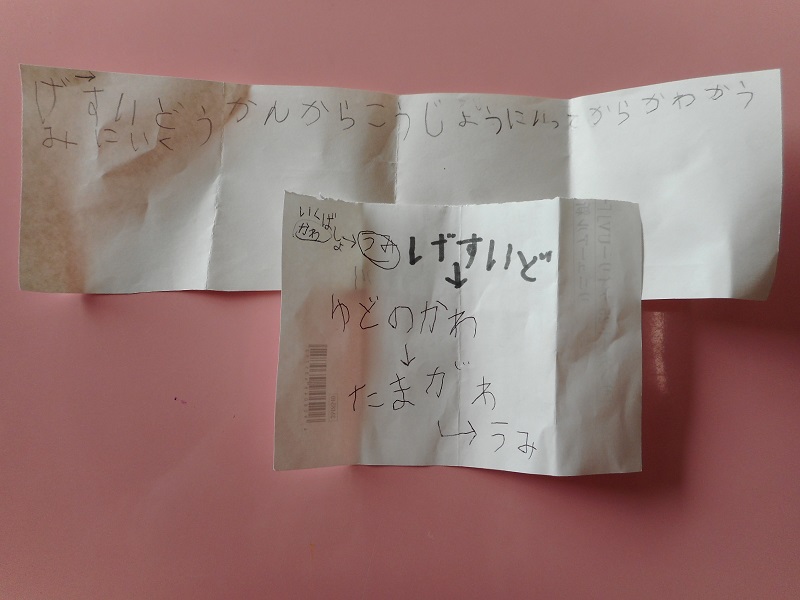 げ→すいどうかんからこうじょうにいったからかわがう
みにいく
いくばしょ
かわ→うみ
げすいど
↑
ゆどのかわ
↓
たまがわ
→うみ